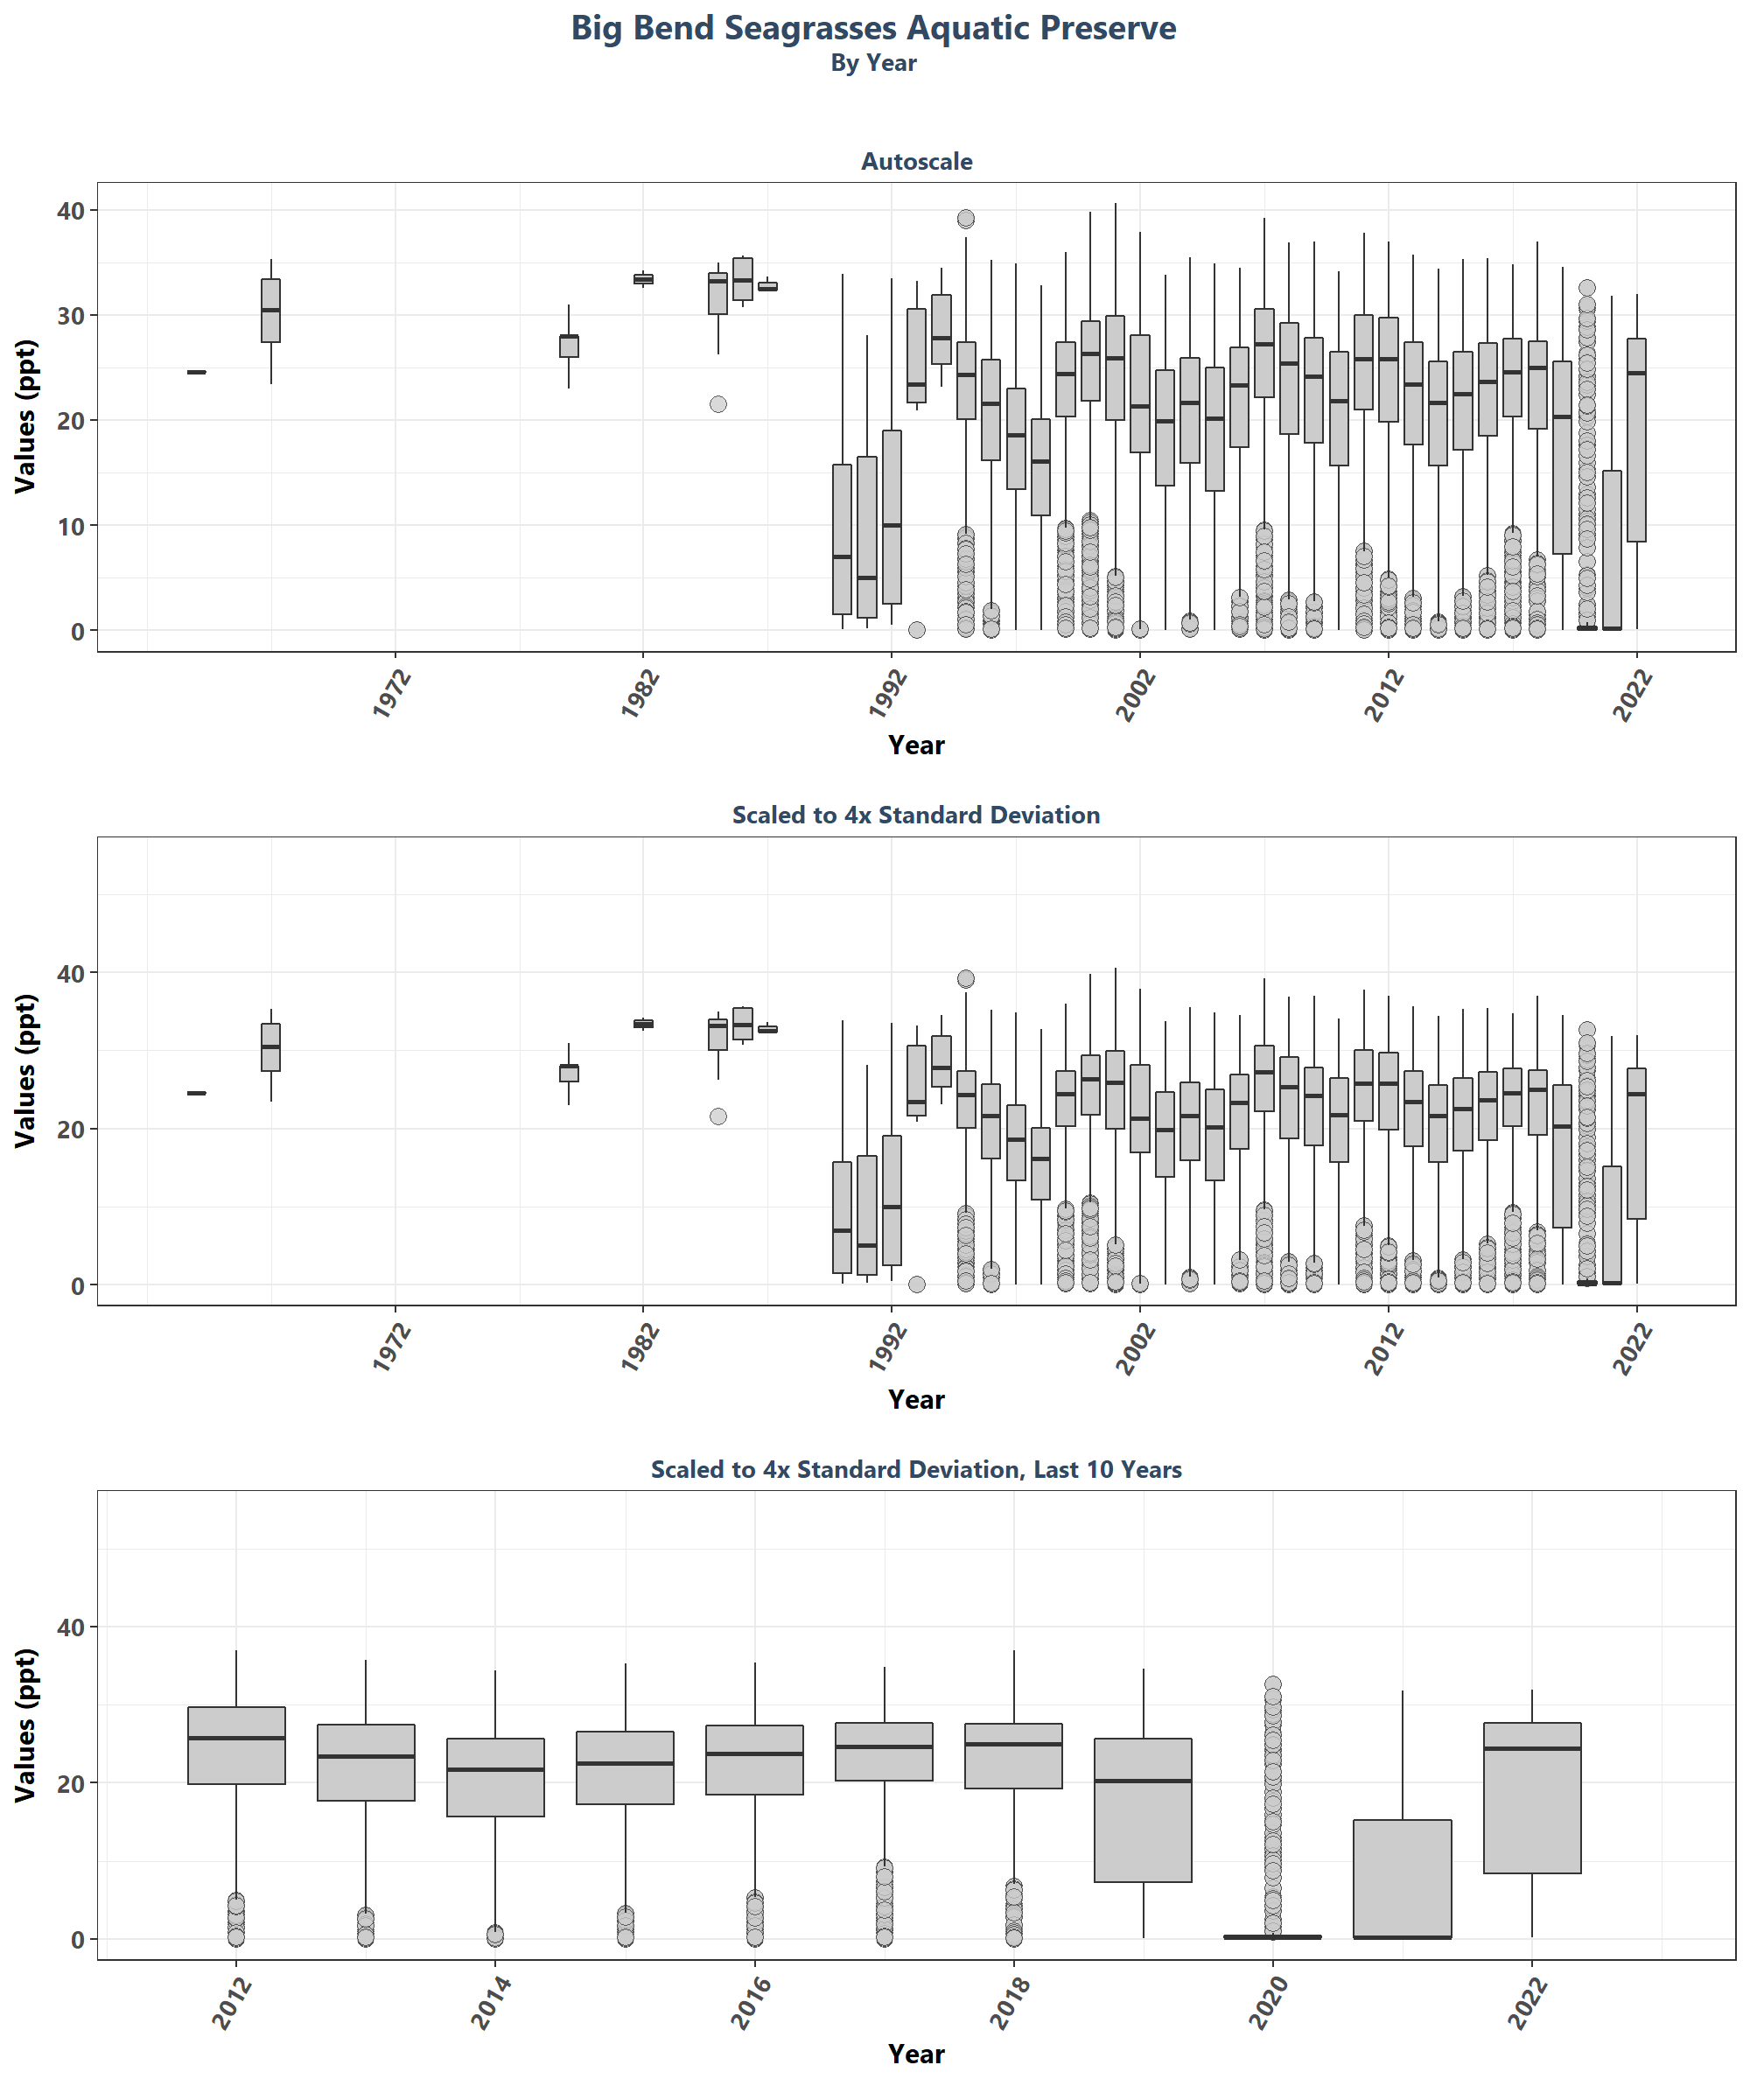 Big Bend Seagrasses Aquatic Preserve
By Year
Autoscale
Values (ppt)
40
30
20
10
0
1972
1982
1992
2002
2012
2022
Year
Scaled to 4x Standard Deviation
Values (ppt)
40
20
0
1972
1982
1992
2002
2012
2022
Year
Scaled to 4x Standard Deviation, Last 10 Years
Values (ppt)
40
20
0
2012
2014
2016
2018
2020
2022
Year